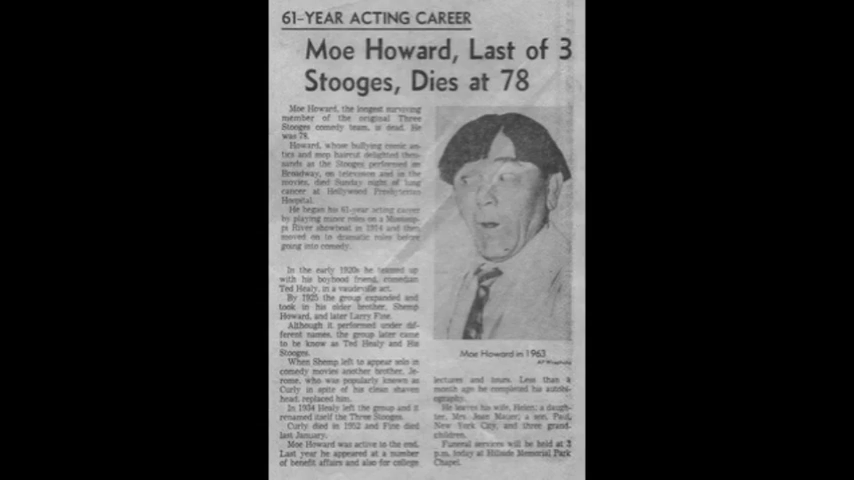 61-YEAR ACTING CAREER
Moe Howard, Last of 3
Stooges, Dies at 78
Moe Howard, the longest surviving
member of the original Three
Stooges comedy team, is dead. He
was 78.
Howard, whose bullying comic an-
tics and mop haircut delighted thou-
sands as the Stooges performed on
Broadway, on television and in the
movies, died Sunday night of lung
cancer at Hollywood Presbyterian
Hospital.
He began his 61-year acting career
by playing minor roles on a Mississip-
pi River showboat in 1914 and then
moved on to dramatic roles before
going into comedy.
In the early 1920s he teamed up
with his boyhood friend, comedian
Ted Healy, in a vaudeville act.
By 1925 the group expanded and
took in his older brother, Shemp
Howard, and later Larry Fine.
Although it performed under dif-
ferent names, the group later came
to be know as Ted Healy and His
Stooges.
When Shemp left to appear solo in
comedy movies another brother, Je-
rome, who was popularly known as
Curly in spite of his clean shaven
head, replaced him.
In 1934 Healy left the group and it
renamed itself the Three Stooges.
Curly died in 1952 and Fine died
last January.
Moe Howard was active to the end.
Last year he appeared at a number
of benefit affairs and also for college
Moe Howard in 1963
AP Wirephoto
lectures and tours. Less than a
month ago he completed his autobi-
ography.
He leaves his wife, Helen; a daugh-
ter, Mrs. Joan Maurer; a son, Paul,
New York City, and three grand-
children.
Funeral services will be held at 3
p.m. today at Hillside Memorial Park
Chapel.